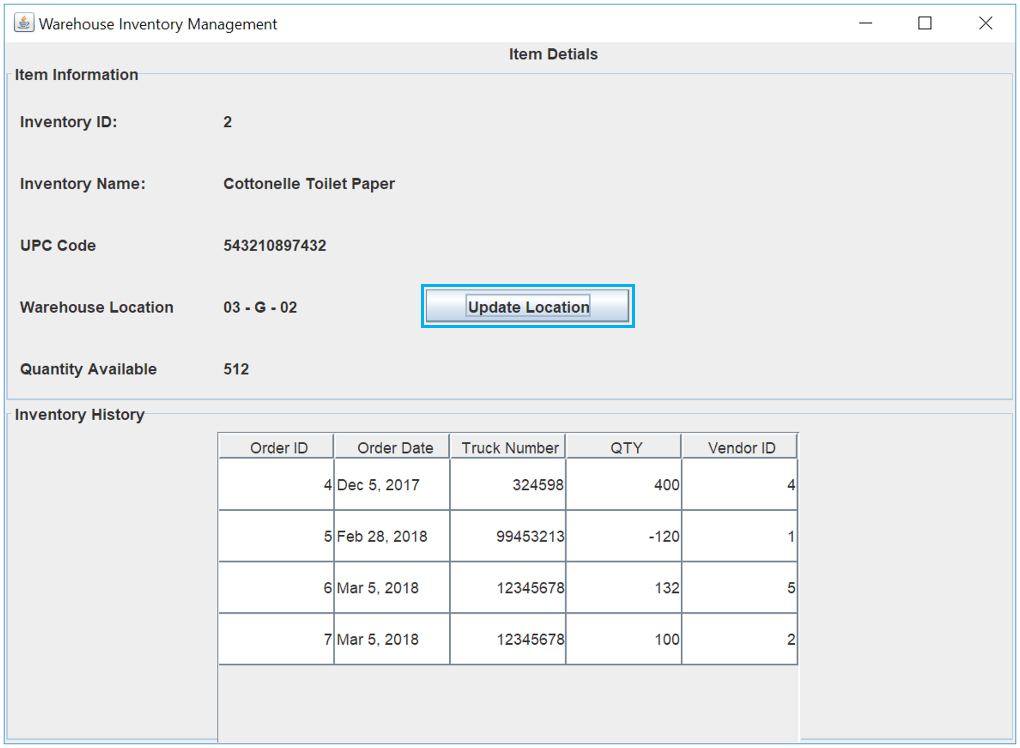 Warehouse Inventory Management
Item Detials
Item Information
Inventory ID: 2
Inventory Name: Cottonelle Toilet Paper
UPC Code 543210897432
Warehouse Location 03 - G - 02 Update Location
Quantity Available 512
Inventory History
Order ID Order Date Truck Number QTY Vendor ID
4 Dec 5, 2017 324598 400 4
5 Feb 28, 2018 99453213 -120 1
6 Mar 5, 2018 12345678 132 5
7 Mar 5, 2018 12345678 100 2